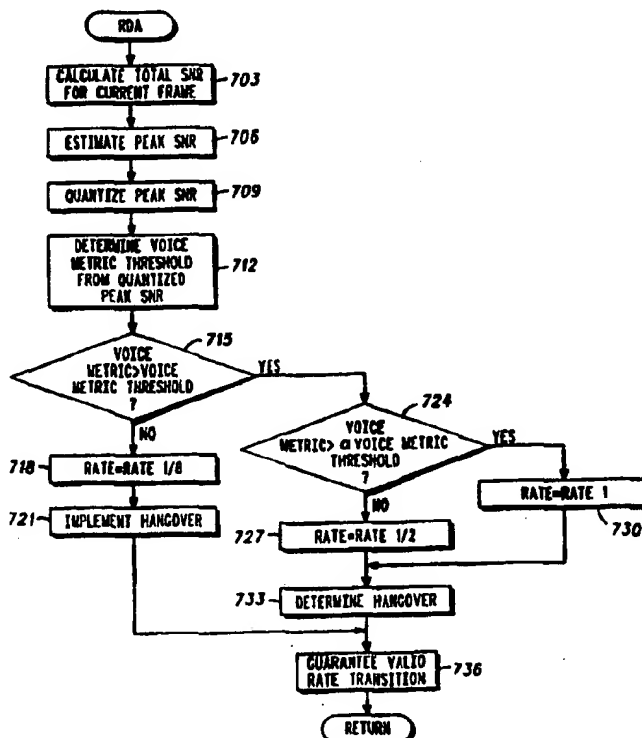 RDA
CALCULATE TOTAL SNR
FOR CURRENT FRAME
703
ESTIMATE PEAK SNR
706
QUANTIZE PEAK SNR
709
DETERMINE VOICE
METRIC THRESHOLD
FROM QUANTIZED
PEAK SNR
712
715
VOICE
METRIC>VOICE
METRIC THRESHOLD
?
YES
NO
724
VOICE
METRIC> α VOICE METRIC
THRESHOLD
?
YES
NO
718
RATE=RATE 1/8
RATE=RATE 1
730
721
IMPLEMENT HANGOVER
727
RATE=RATE 1/2
733
DETERMINE HANGOVER
GUARANTEE VALID
RATE TRANSITION
736
RETURN